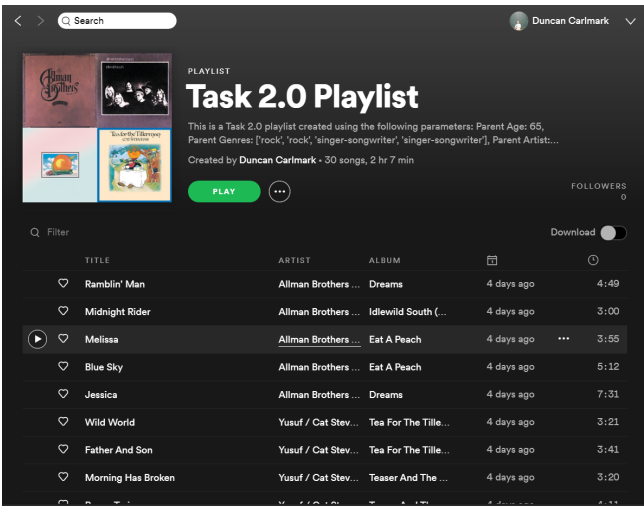 Search
Duncan Carlmark
PLAYLIST
Task 2.0 Playlist
This is a Task 2.0 playlist created using the following parameters: Parent Age: 65,
Parent Genres: ['rock', 'rock', 'singer-songwriter', 'singer-songwriter'], Parent Artist:...
Created by Duncan Carlmark • 30 songs, 2 hr 7 min
PLAY
FOLLOWERS
0
Filter
Download
TITLE ARTIST ALBUM
Ramblin' Man Allman Brothers ... Dreams 4 days ago 4:49
Midnight Rider Allman Brothers ... Idlewild South (... 4 days ago 3:00
Melissa Allman Brothers ... Eat A Peach 4 days ago ••• 3:55
Blue Sky Allman Brothers ... Eat A Peach 4 days ago 5:12
Jessica Allman Brothers ... Dreams 4 days ago 7:31
Wild World Yusuf / Cat Stev... Tea For The Tille... 4 days ago 3:21
Father And Son Yusuf / Cat Stev... Tea For The Tille... 4 days ago 3:41
Morning Has Broken Yusuf / Cat Stev... Teaser And The ... 4 days ago 3:20